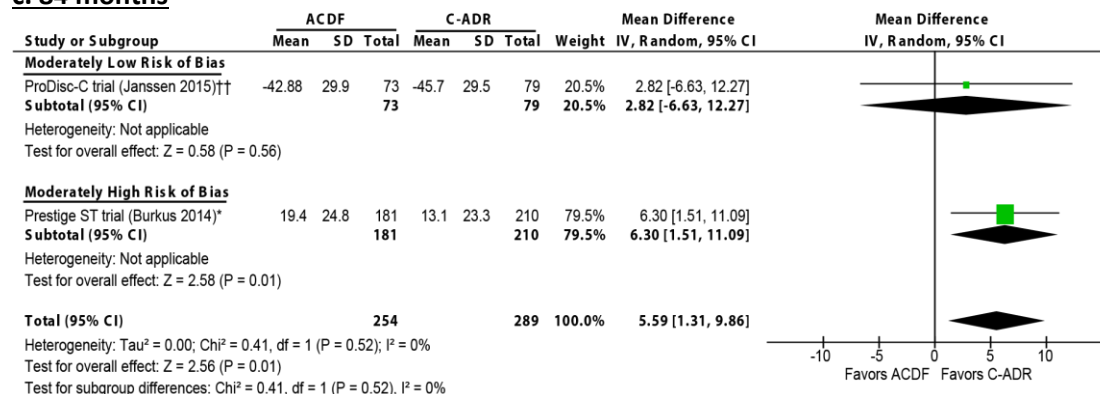 c. 84 months
ACDF C-ADR Mean Difference Mean Difference
Study or Subgroup Mean SD Total Mean SD Total Weight IV, Random, 95% CI IV, Random, 95% CI
Moderately Low Risk of Bias
ProDisc-C trial (Janssen 2015)†† -42.88 29.9 73 -45.7 29.5 79 20.5% 2.82 [-6.63, 12.27]
Subtotal (95% CI) 73 79 20.5% 2.82 [-6.63, 12.27]
Heterogeneity: Not applicable
Test for overall effect: Z = 0.58 (P = 0.56)
Moderately High Risk of Bias
Prestige ST trial (Burkus 2014)* 19.4 24.8 181 13.1 23.3 210 79.5% 6.30 [1.51, 11.09]
Subtotal (95% CI) 181 210 79.5% 6.30 [1.51, 11.09]
Heterogeneity: Not applicable
Test for overall effect: Z = 2.58 (P = 0.01)
Total (95% CI) 254 289 100.0% 5.59 [1.31, 9.86]
Heterogeneity: Tau² = 0.00; Chi² = 0.41, df = 1 (P = 0.52); I² = 0%
Test for overall effect: Z = 2.56 (P = 0.01)
Test for subgroup differences: Chi² = 0.41, df = 1 (P = 0.52), I² = 0%
-10 -5 0 5 10
Favors ACDF Favors C-ADR